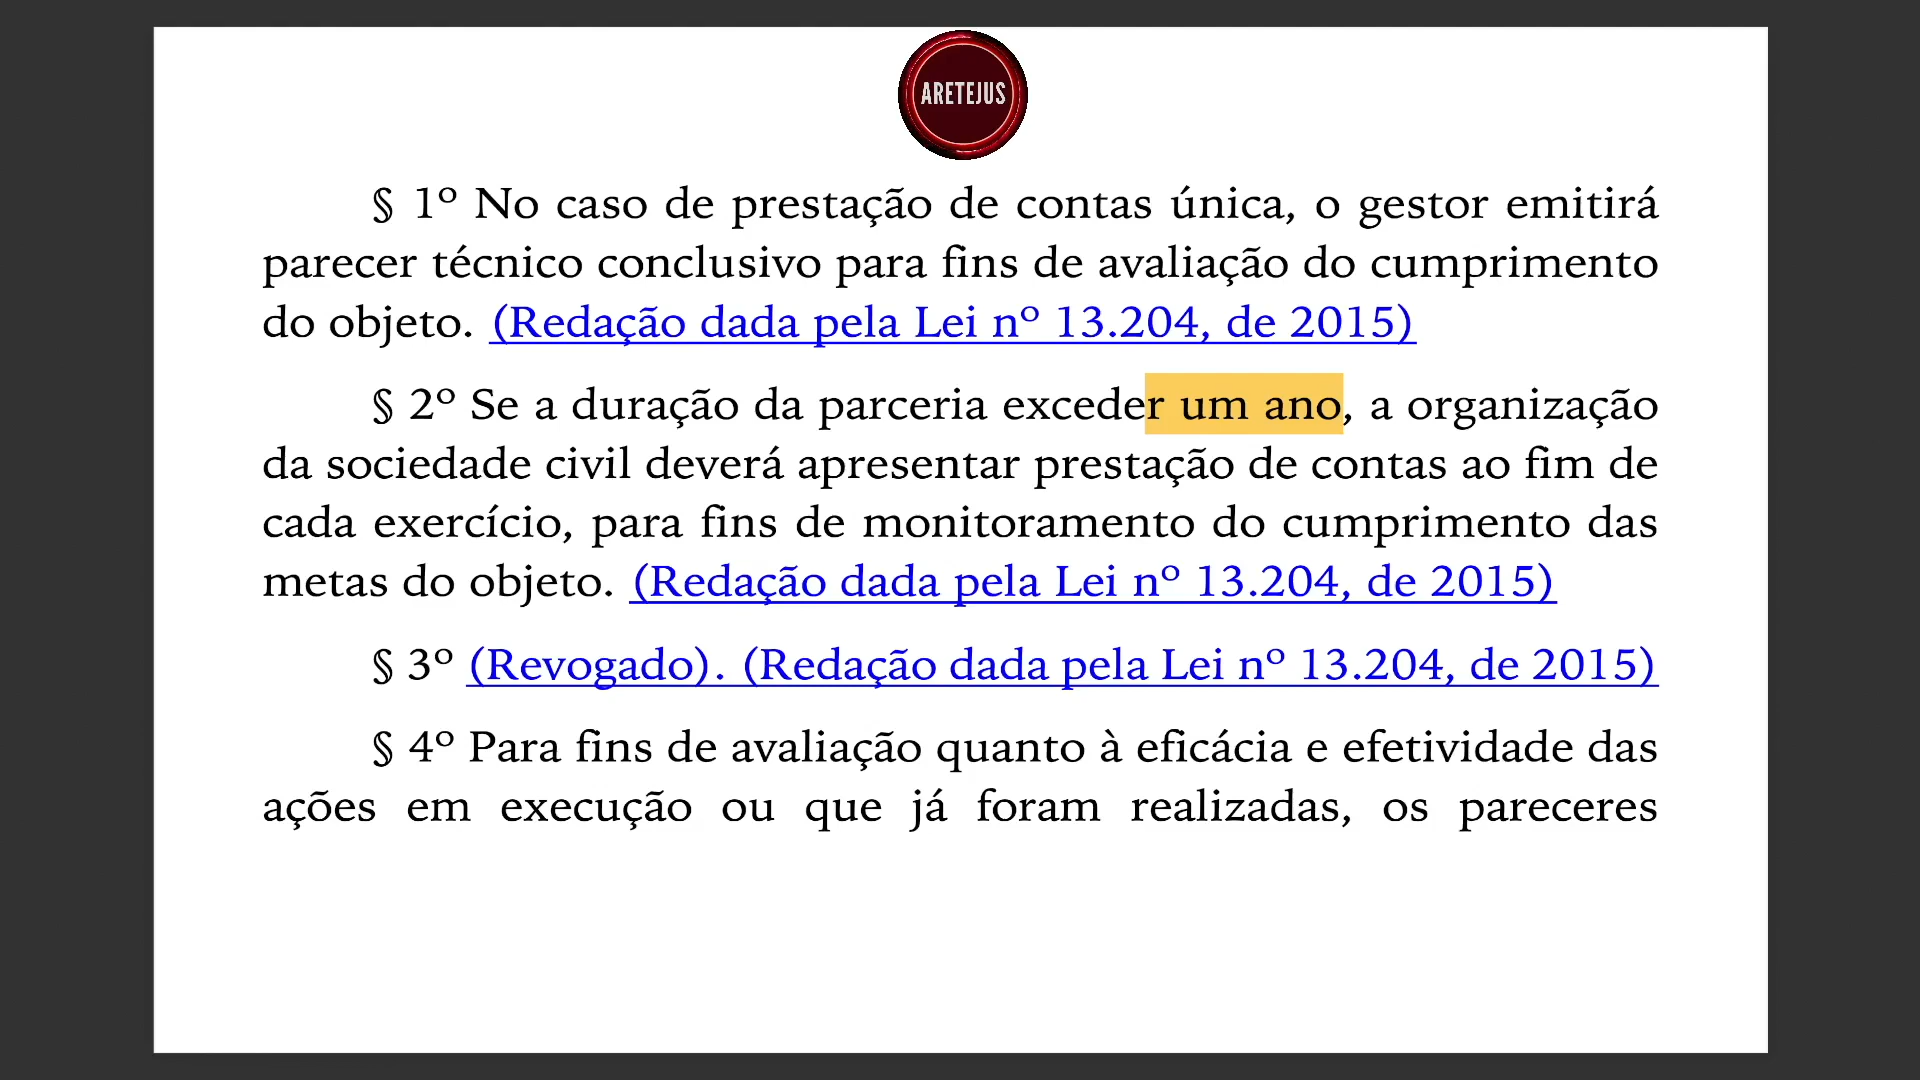 ARETEJUS
§ 1º No caso de prestação de contas única, o gestor emitirá
parecer técnico conclusivo para fins de avaliação do cumprimento
do objeto. (Redação dada pela Lei nº 13.204, de 2015)
§ 2º Se a duração da parceria exceder um ano, a organização
da sociedade civil deverá apresentar prestação de contas ao fim de
cada exercício, para fins de monitoramento do cumprimento das
metas do objeto. (Redação dada pela Lei nº 13.204, de 2015)
§ 3º (Revogado). (Redação dada pela Lei nº 13.204, de 2015)
§ 4º Para fins de avaliação quanto à eficácia e efetividade das
ações em execução ou que já foram realizadas, os pareceres